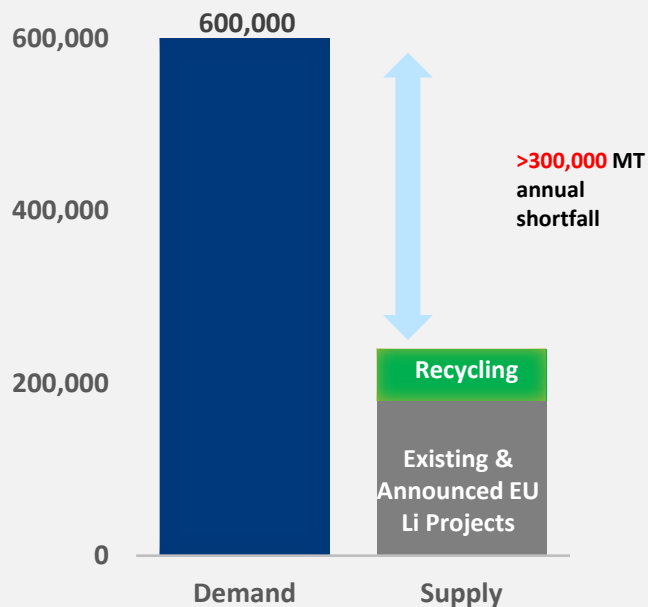 600,000
600,000
>300,000 MT
annual
shortfall
400,000
200,000
Recycling
Existing &
Announced EU
Li Projects
0
Demand
Supply